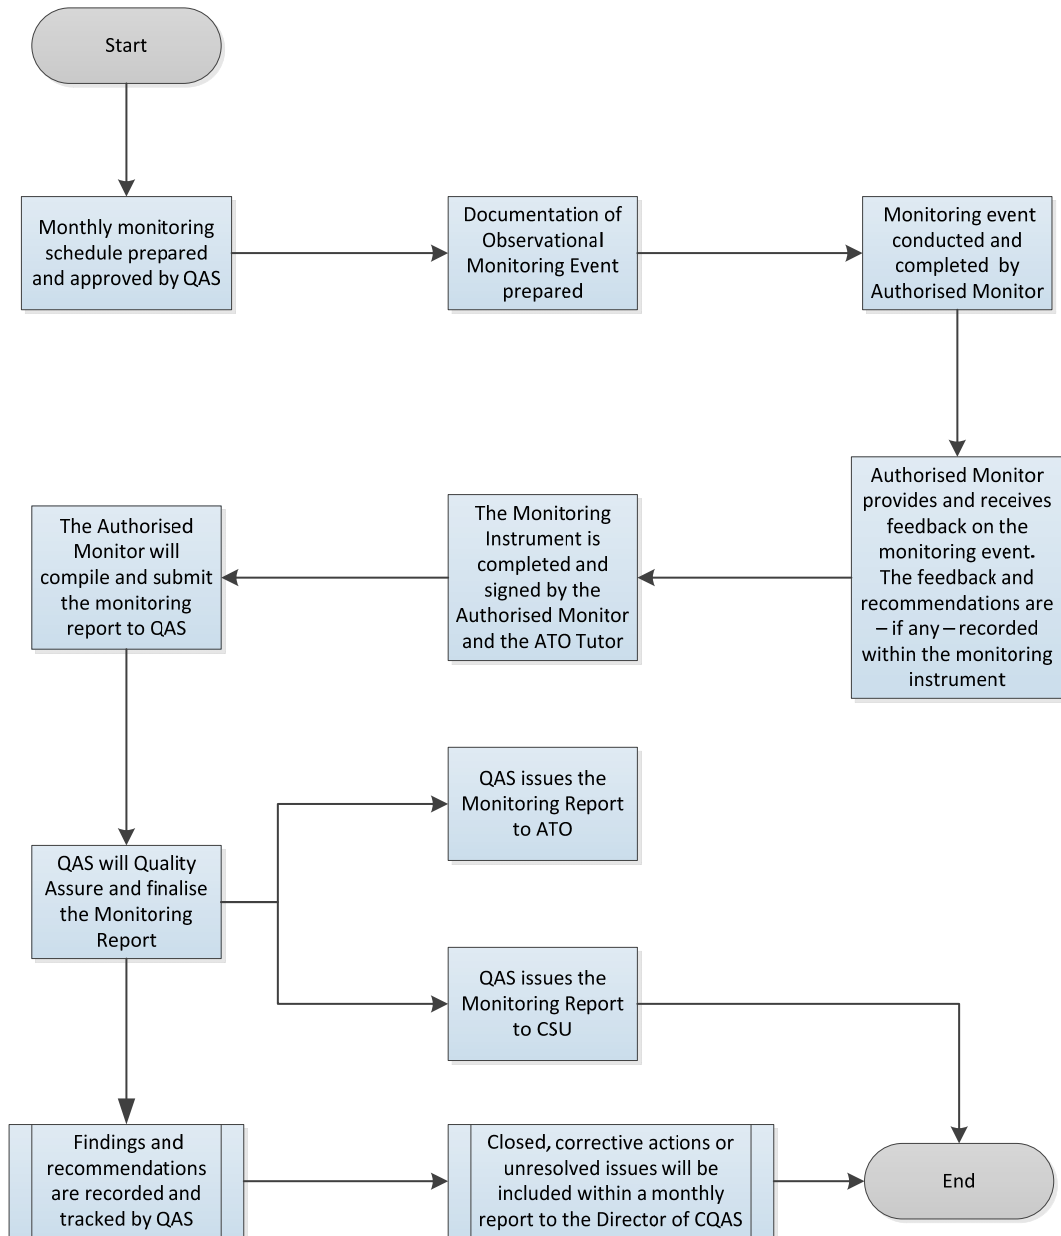 Start
Monthly monitoring
schedule prepared
and approved by QAS
Documentation of
Observational
Monitoring Event
prepared
Monitoring event
conducted and
completed by
Authorised Monitor
Authorised Monitor
provides and receives
feedback on the
monitoring event.
The feedback and
recommendations are
– if any – recorded
within the monitoring
instrument
The Monitoring
Instrument is
completed and
signed by the
Authorised Monitor
and the ATO Tutor
The Authorised
Monitor will
compile and submit
the monitoring
report to QAS
QAS will Quality
Assure and finalise
the Monitoring
Report
QAS issues the
Monitoring Report
to ATO
QAS issues the
Monitoring Report
to CSU
Findings and
recommendations
are recorded and
tracked by QAS
Closed, corrective actions or
unresolved issues will be
included within a monthly
report to the Director of CQAS
End